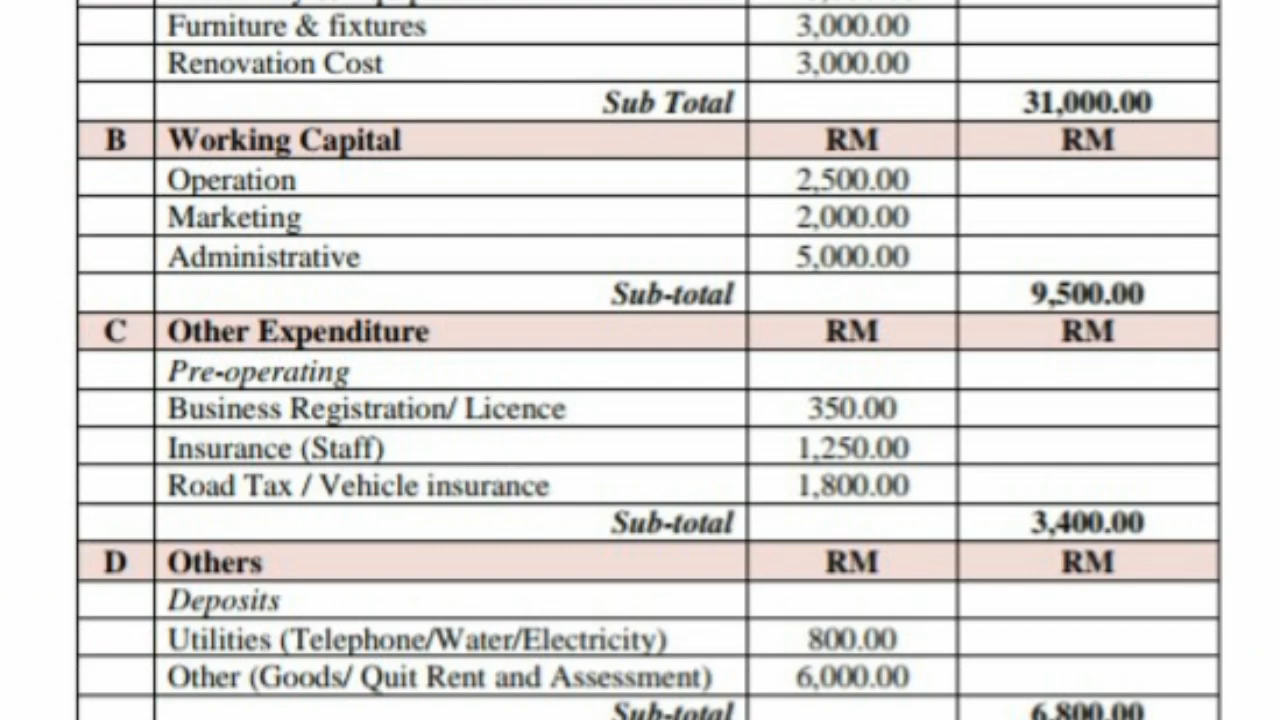 Furniture & fixtures 3,000.00
Renovation Cost 3,000.00
Sub Total 31,000.00
B Working Capital RM RM
Operation 2,500.00
Marketing 2,000.00
Administrative 5,000.00
Sub-total 9,500.00
C Other Expenditure RM RM
Pre-operating
Business Registration/ Licence 350.00
Insurance (Staff) 1,250.00
Road Tax / Vehicle insurance 1,800.00
Sub-total 3,400.00
D Others RM RM
Deposits
Utilities (Telephone/Water/Electricity) 800.00
Other (Goods/ Quit Rent and Assessment) 6,000.00
Sub-total 6,800.00